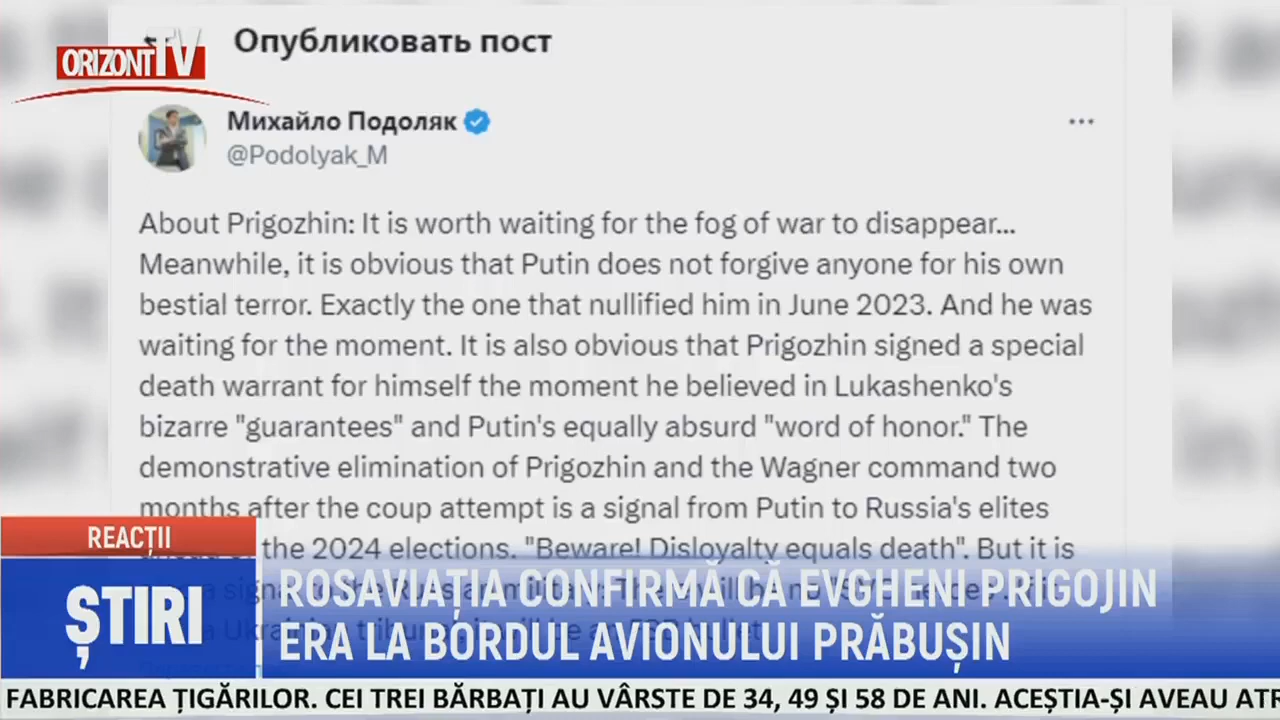 ORIZONT TV
Опубликовать пост
Михайло Подоляк
@Podolyak_M
About Prigozhin: It is worth waiting for the fog of war to disappear...
Meanwhile, it is obvious that Putin does not forgive anyone for his own
bestial terror. Exactly the one that nullified him in June 2023. And he was
waiting for the moment. It is also obvious that Prigozhin signed a special
death warrant for himself the moment he believed in Lukashenko's
bizarre "guarantees" and Putin's equally absurd "word of honor." The
demonstrative elimination of Prigozhin and the Wagner command two
months after the coup attempt is a signal from Putin to Russia's elites
the 2024 elections. "Beware! Disloyalty equals death". But it is
REACȚII
ȘTIRI
ROSAVIAȚIA CONFIRMĂ CĂ EVGHENI PRIGOJIN
ERA LA BORDUL AVIONULUI PRĂBUȘIN
FABRICAREA ȚIGĂRILOR. CEI TREI BĂRBAȚI AU VÂRSTE DE 34, 49 ȘI 58 DE ANI. ACEȘTIA-ȘI AVEAU ATR